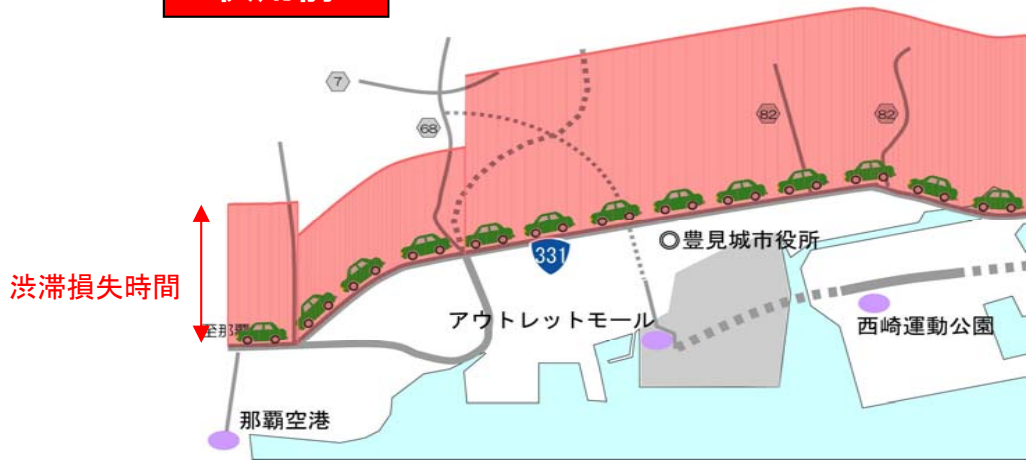 7
68
82
82
渋滞損失時間
331
豊見城市役所
アウトレットモール
西崎運動公園
那覇空港